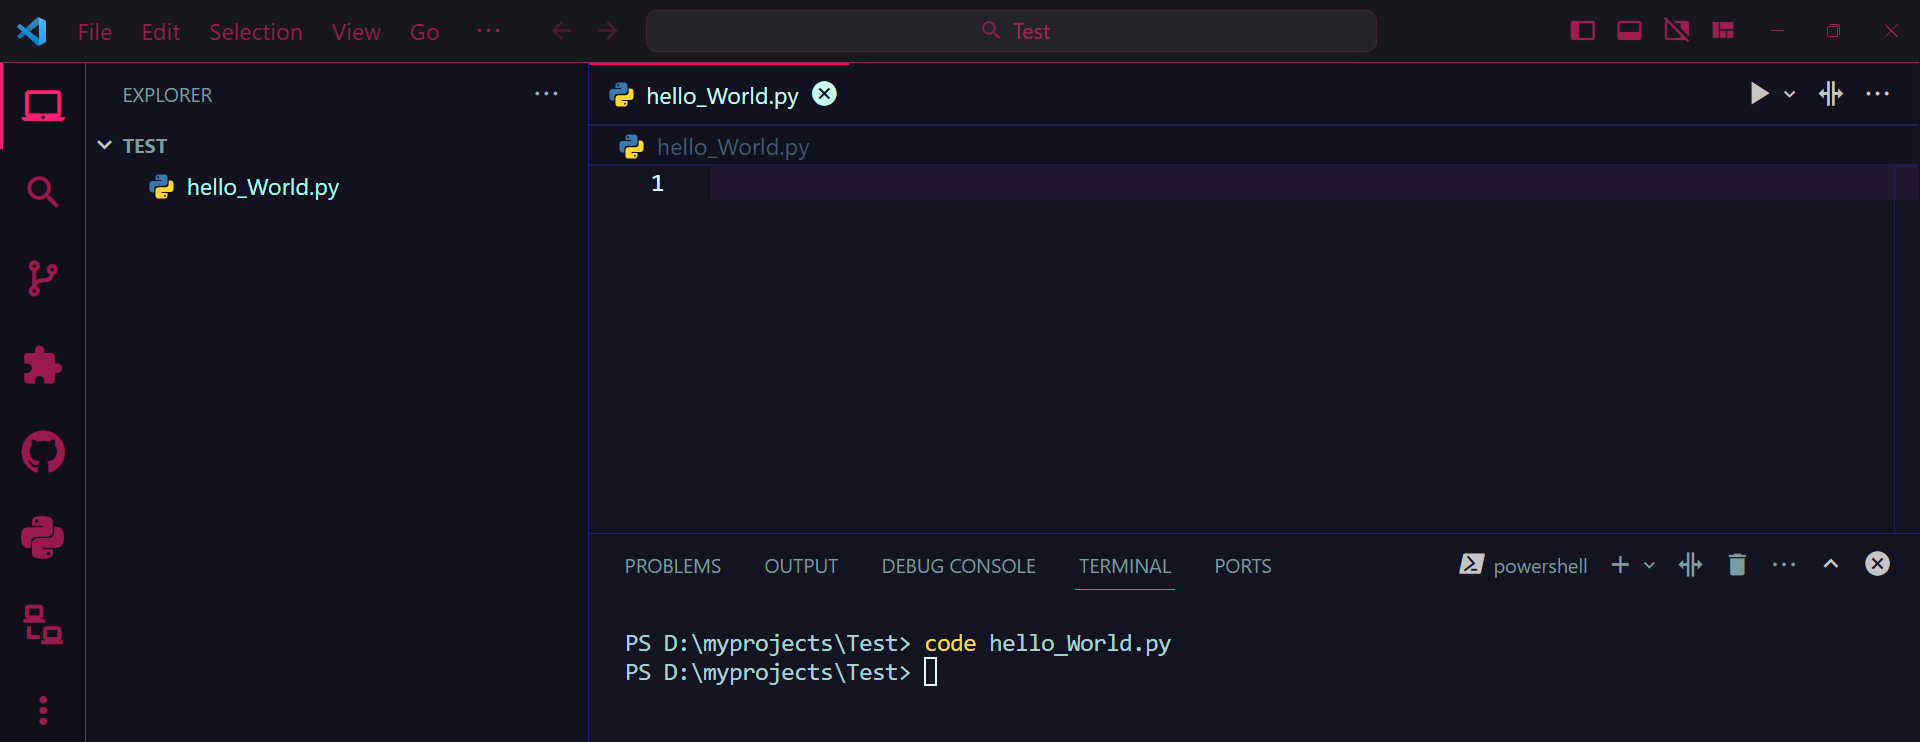 File Edit Selection View Go ...
Test
EXPLORER ...
TEST
hello_World.py
hello_World.py
...
hello_World.py
1
PROBLEMS OUTPUT DEBUG CONSOLE TERMINAL PORTS
powershell ...
PS D:\myprojects\Test> code hello_World.py
PS D:\myprojects\Test>